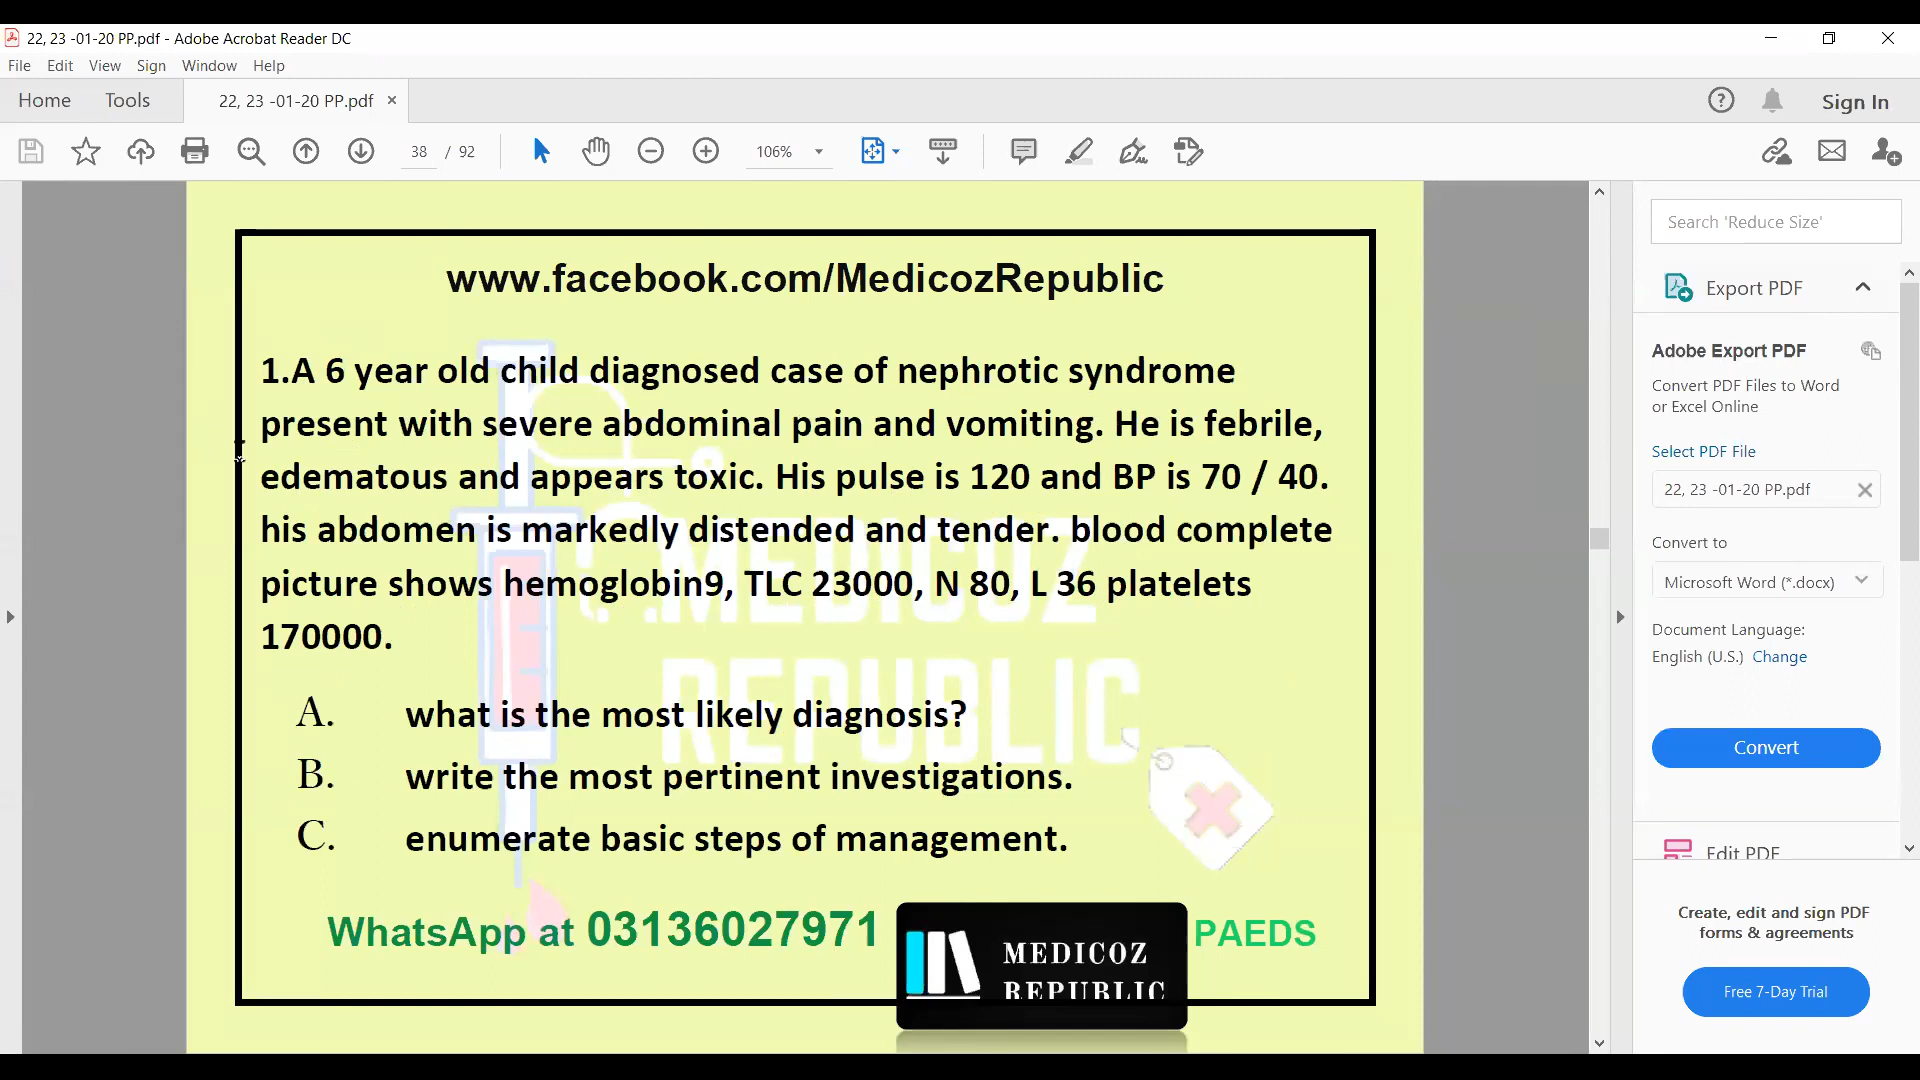 22, 23 -01-20 PP.pdf - Adobe Acrobat Reader DC
File Edit View Sign Window Help
Home Tools 22, 23 -01-20 PP.pdf × Sign In
38 / 92 106%
www.facebook.com/MedicozRepublic
1.A 6 year old child diagnosed case of nephrotic syndrome
present with severe abdominal pain and vomiting. He is febrile,
edematous and appears toxic. His pulse is 120 and BP is 70 / 40.
his abdomen is markedly distended and tender. blood complete
picture shows hemoglobin9, TLC 23000, N 80, L 36 platelets
170000.
A. what is the most likely diagnosis?
B. write the most pertinent investigations.
C. enumerate basic steps of management.
WhatsApp at 03136027971
MEDICOZ
REPUBLIC
PAEDS
MEDICOZ
REPUBLIC
Search 'Reduce Size'
Export PDF
Adobe Export PDF
Convert PDF Files to Word
or Excel Online
Select PDF File
22, 23 -01-20 PP.pdf
Convert to
Microsoft Word (*.docx)
Document Language:
English (U.S.) Change
Convert
Edit PDF
Create, edit and sign PDF
forms & agreements
Free 7-Day Trial